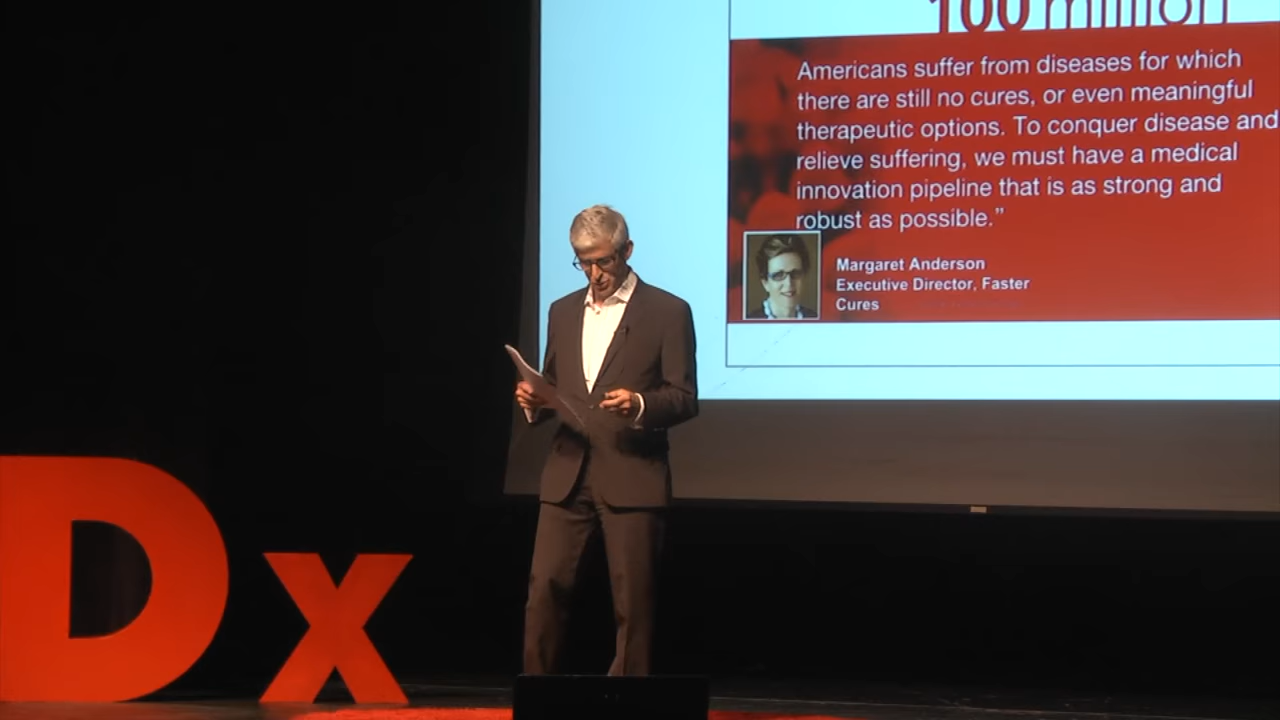 100 million
Americans suffer from diseases for which
there are still no cures, or even meaningful
therapeutic options. To conquer disease and
relieve suffering, we must have a medical
innovation pipeline that is as strong and
robust as possible.”
Margaret Anderson
Executive Director, Faster
Cures
Dx